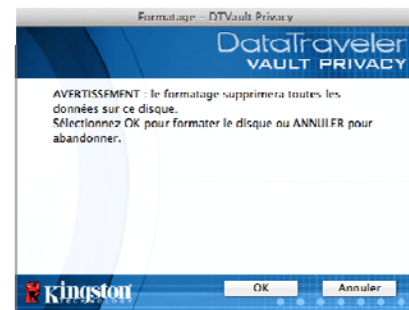 Formatage – DTVault Privacy
DataTraveler
VAULT PRIVACY
AVERTISSEMENT : le formatage supprimera toutes les
données sur ce disque.
Sélectionnez OK pour formater le disque ou ANNULER pour
abandonner.
Kingston
TECHNOLOGY
OK
Annuler